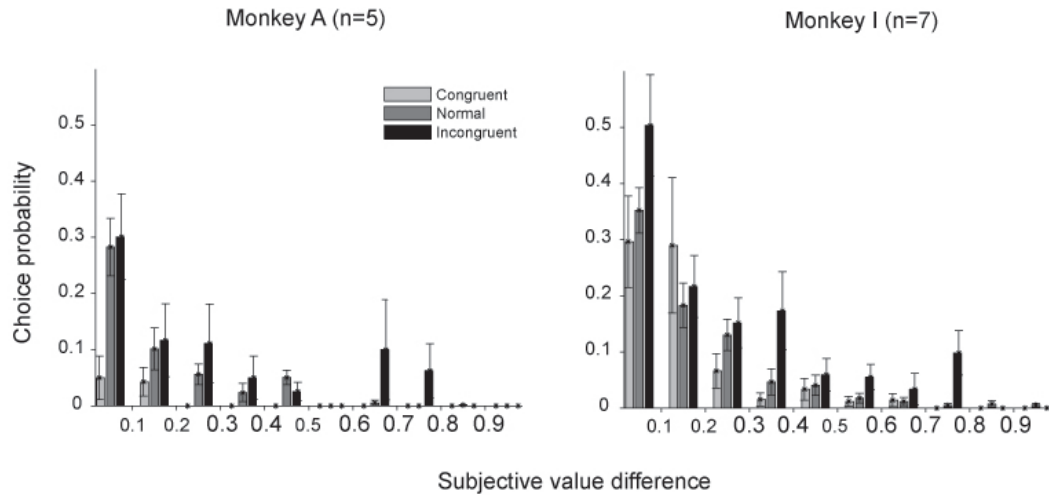 Monkey A (n=5)
Monkey I (n=7)
Congruent
Normal
Incongruent
Choice probability
0.5
0.4
0.3
0.2
0.1
0
0.1 0.2 0.3 0.4 0.5 0.6 0.7 0.8 0.9
0.5
0.4
0.3
0.2
0.1
0
0.1 0.2 0.3 0.4 0.5 0.6 0.7 0.8 0.9
Subjective value difference